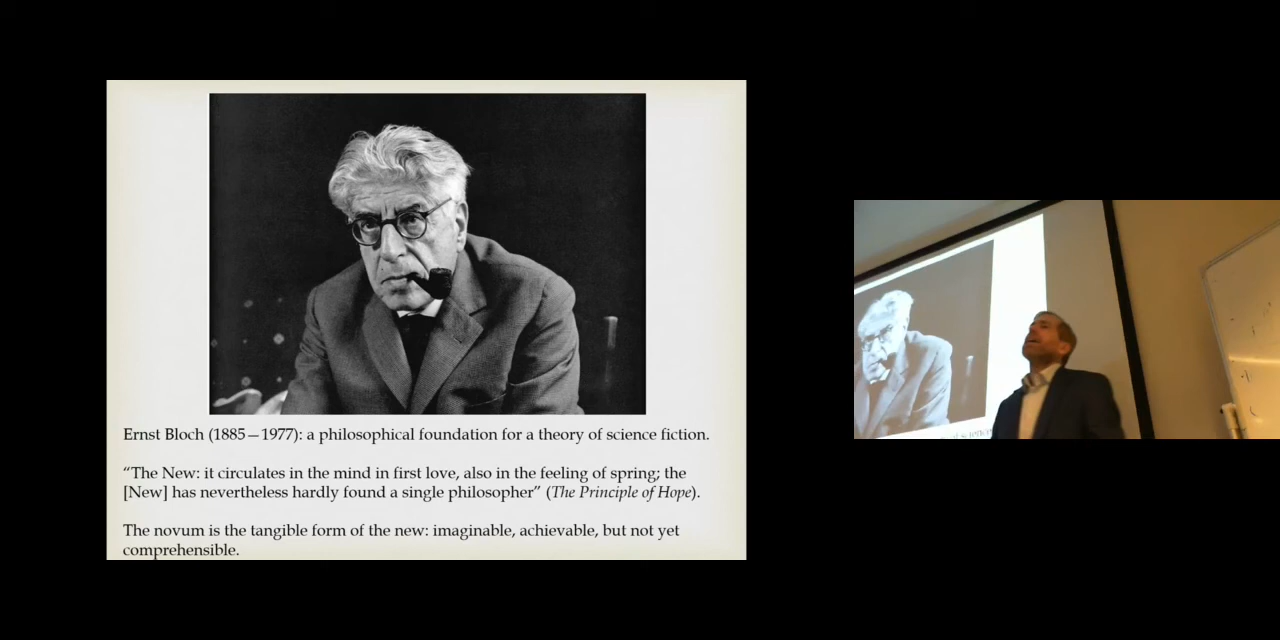 Ernst Bloch (1885—1977): a philosophical foundation for a theory of science fiction.
“The New: it circulates in the mind in first love, also in the feeling of spring; the
[New] has nevertheless hardly found a single philosopher” (The Principle of Hope).
The novum is the tangible form of the new: imaginable, achievable, but not yet
comprehensible.